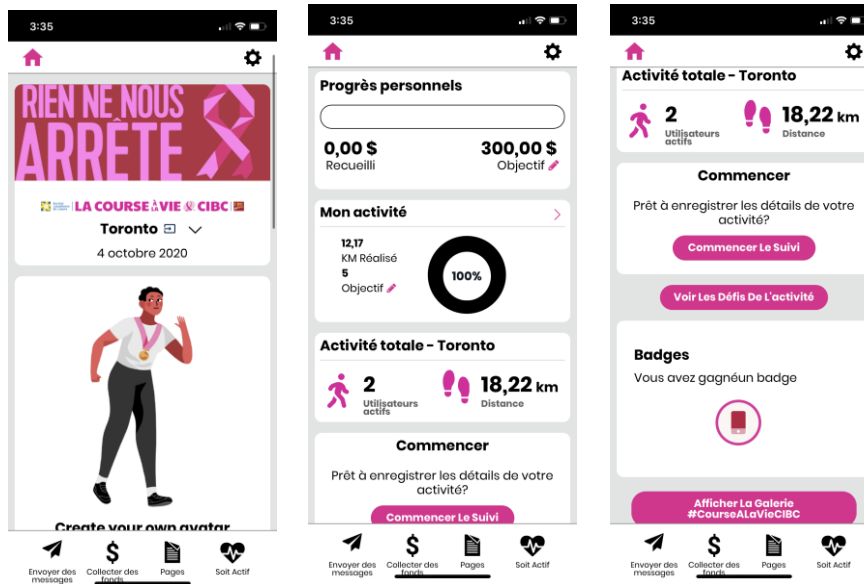 3:35
RIEN NE NOUS
ARRÊTE
LA COURSE À LA VIE CIBC
Toronto
4 octobre 2020
Create your own avatar
Envoyer des
messages
Collecter des
fonds
Pages
Soit Actif
3:35
Progrès personnels
0,00 $
Recueilli
300,00 $
Objectif
Mon activité
12,17
KM Réalisé
5
Objectif
100%
Activité totale - Toronto
2
Utilisateurs
actifs
18,22 km
Distance
Commencer
Prêt à enregistrer les détails de votre
activité?
Commencer Le Suivi
Envoyer des
messages
Collecter des
fonds
Pages
Soit Actif
3:35
Activité totale - Toronto
2
Utilisateurs
actifs
18,22 km
Distance
Commencer
Prêt à enregistrer les détails de votre
activité?
Commencer Le Suivi
Voir Les Défis De L'activité
Badges
Vous avez gagnéun badge
Afficher La Galerie
#CourseALaVieCIBC
Envoyer des
messages
Collecter des
fonds
Pages
Soit Actif